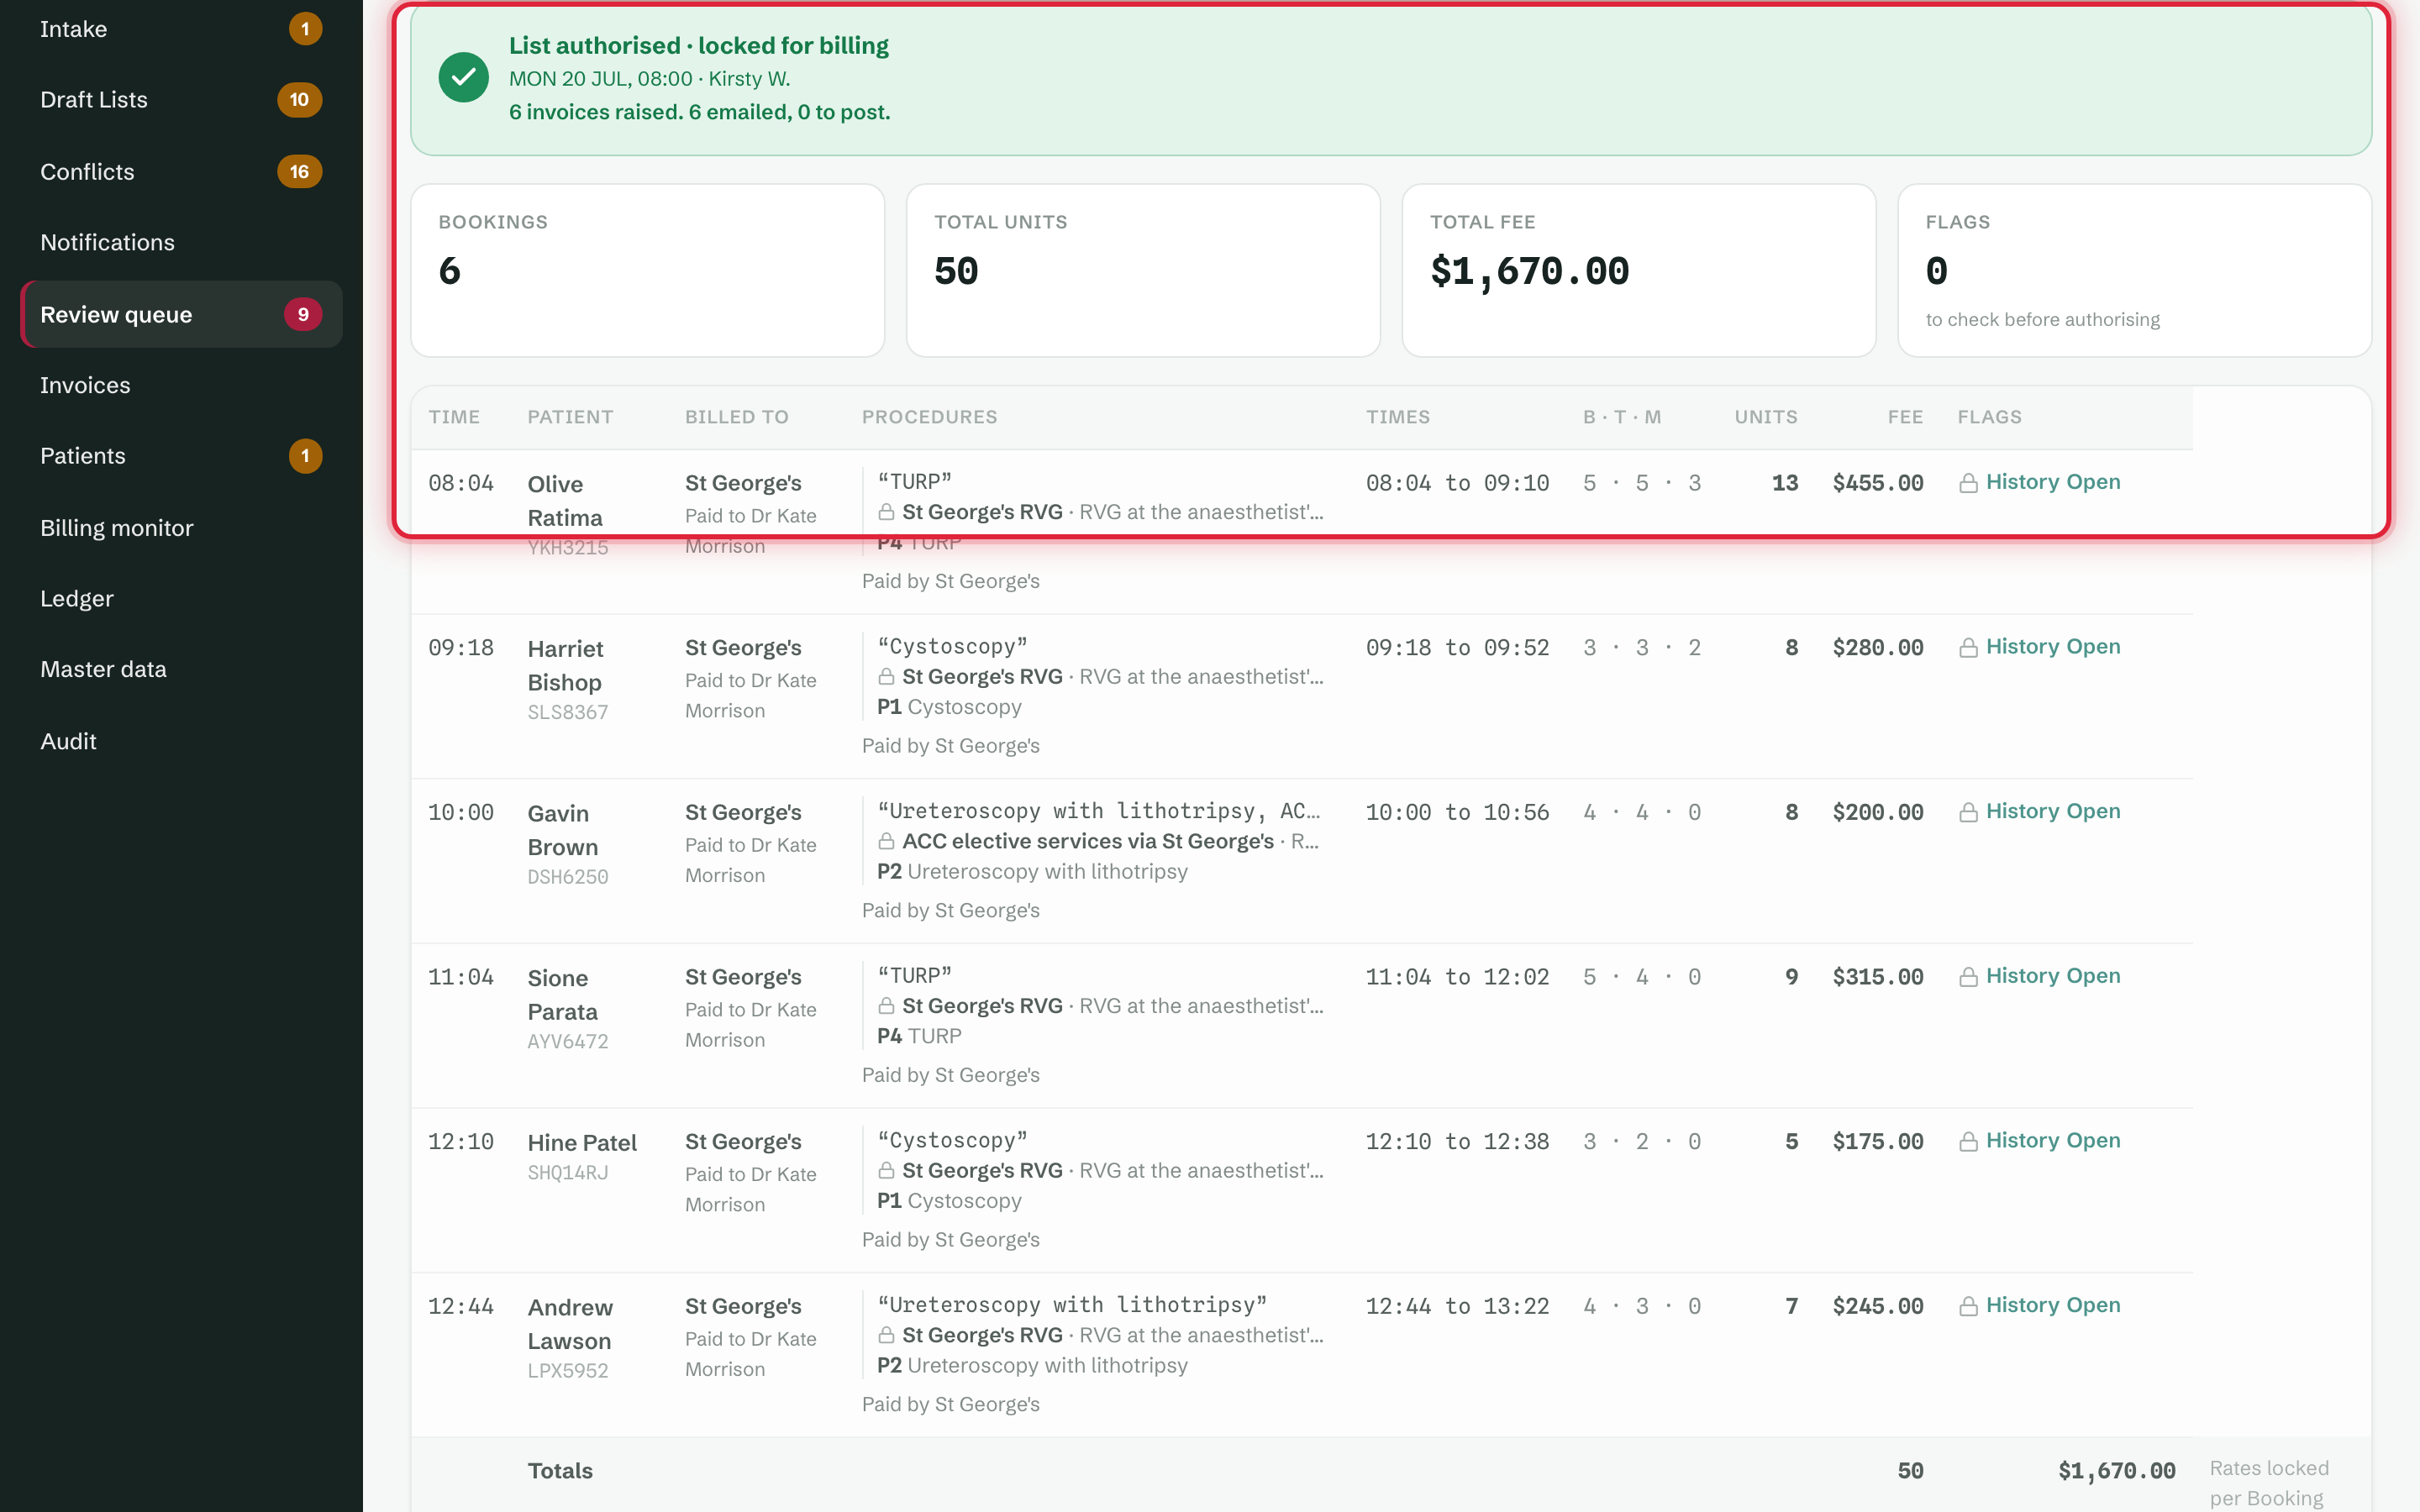 Intake 1
Draft Lists 10
Conflicts 16
Notifications
Review queue 9
Invoices
Patients 1
Billing monitor
Ledger
Master data
Audit
List authorised · locked for billing
MON 20 JUL, 08:00 · Kirsty W.
6 invoices raised. 6 emailed, 0 to post.
BOOKINGS
6
TOTAL UNITS
50
TOTAL FEE
$1,670.00
FLAGS
0
to check before authorising
TIME PATIENT BILLED TO PROCEDURES TIMES B · T · M UNITS FEE FLAGS
08:04 Olive St George's “TURP” 08:04 to 09:10 5 · 5 · 3 13 $455.00 History Open
Ratima Paid to Dr Kate St George's RVG · RVG at the anaesthetist'...
YKH3215 Morrison P4 TURP
Paid by St George's
09:18 Harriet St George's “Cystoscopy” 09:18 to 09:52 3 · 3 · 2 8 $280.00 History Open
Bishop Paid to Dr Kate St George's RVG · RVG at the anaesthetist'...
SLS8367 Morrison P1 Cystoscopy
Paid by St George's
10:00 Gavin St George's “Ureteroscopy with lithotripsy, AC... 10:00 to 10:56 4 · 4 · 0 8 $200.00 History Open
Brown Paid to Dr Kate ACC elective services via St George's · R...
DSH6250 Morrison P2 Ureteroscopy with lithotripsy
Paid by St George's
11:04 Sione St George's “TURP” 11:04 to 12:02 5 · 4 · 0 9 $315.00 History Open
Parata Paid to Dr Kate St George's RVG · RVG at the anaesthetist'...
AYV6472 Morrison P4 TURP
Paid by St George's
12:10 Hine Patel St George's “Cystoscopy” 12:10 to 12:38 3 · 2 · 0 5 $175.00 History Open
SHQ14RJ Paid to Dr Kate St George's RVG · RVG at the anaesthetist'...
Morrison P1 Cystoscopy
Paid by St George's
12:44 Andrew St George's “Ureteroscopy with lithotripsy” 12:44 to 13:22 4 · 3 · 0 7 $245.00 History Open
Lawson Paid to Dr Kate St George's RVG · RVG at the anaesthetist'...
LPX5952 Morrison P2 Ureteroscopy with lithotripsy
Paid by St George's
Totals 50 $1,670.00 Rates locked
per Booking